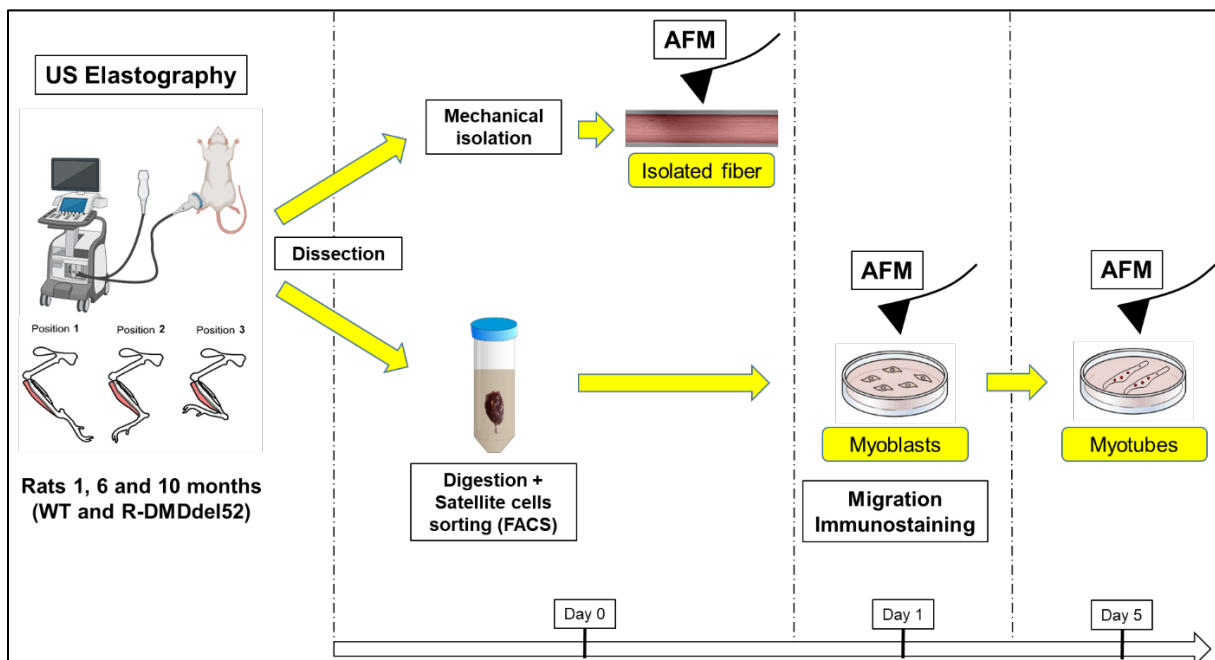 US Elastography
Position 1
Position 2
Position 3
Rats 1, 6 and 10 months
(WT and R-DMDdel52)
Dissection
Mechanical
isolation
AFM
Isolated fiber
Digestion +
Satellite cells
sorting (FACS)
AFM
Myoblasts
Migration
Immunostaining
AFM
Myotubes
Day 0
Day 1
Day 5